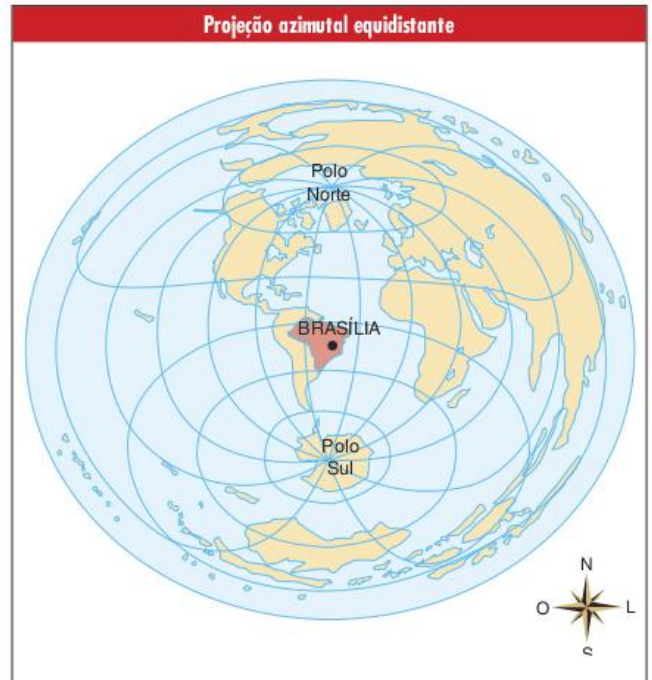 Projeção azimutal equidistante
Polo
Norte
BRASÍLIA
Polo
Sul
N
O
L
S